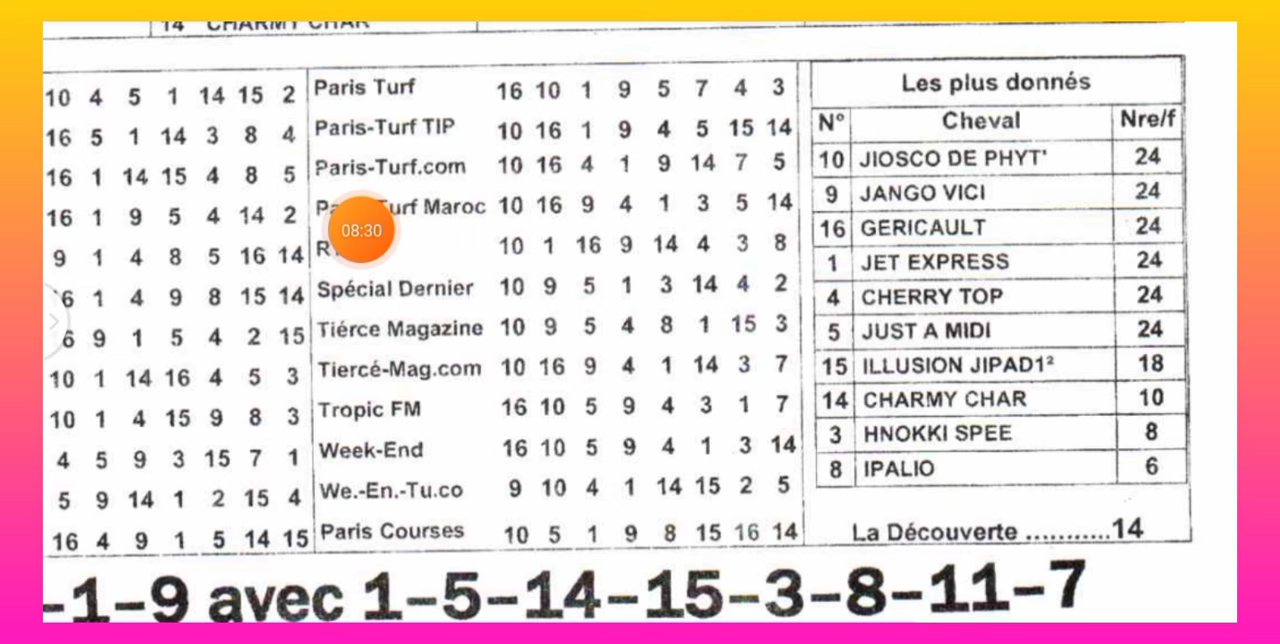 14 CHARMY CHAR
10 4 5 1 14 15 2 Paris Turf 16 10 1 9 5 7 4 3
16 5 1 14 3 8 4 Paris-Turf TIP 10 16 1 9 4 5 15 14
16 1 14 15 4 8 5 Paris-Turf.com 10 16 4 1 9 14 7 5
16 1 9 5 4 14 2 Turf Maroc 10 16 9 4 1 3 5 14
08:30
9 1 4 8 5 16 14 10 1 16 9 14 4 3 8
6 1 4 9 8 15 14 Spécial Dernier 10 9 5 1 3 14 4 2
6 9 1 5 4 2 15 Tiérce Magazine 10 9 5 4 8 1 15 3
10 1 14 16 4 5 3 Tiercé-Mag.com 10 16 9 4 1 14 3 7
10 1 4 15 9 8 3 Tropic FM 16 10 5 9 4 3 1 7
4 5 9 3 15 7 1 Week-End 16 10 5 9 4 1 3 14
5 9 14 1 2 15 4 We.-En.-Tu.co 9 10 4 1 14 15 2 5
16 4 9 1 5 14 15 Paris Courses 10 5 1 9 8 15 16 14
Les plus donnés
N° Cheval Nre/f
10 JIOSCO DE PHYT' 24
9 JANGO VICI 24
16 GERICAULT 24
1 JET EXPRESS 24
4 CHERRY TOP 24
5 JUST A MIDI 24
15 ILLUSION JIPAD1² 18
14 CHARMY CHAR 10
3 HNOKKI SPEE 8
8 IPALIO 6
La Découverte ...........14
-1-9 avec 1-5-14-15-3-8-11-7